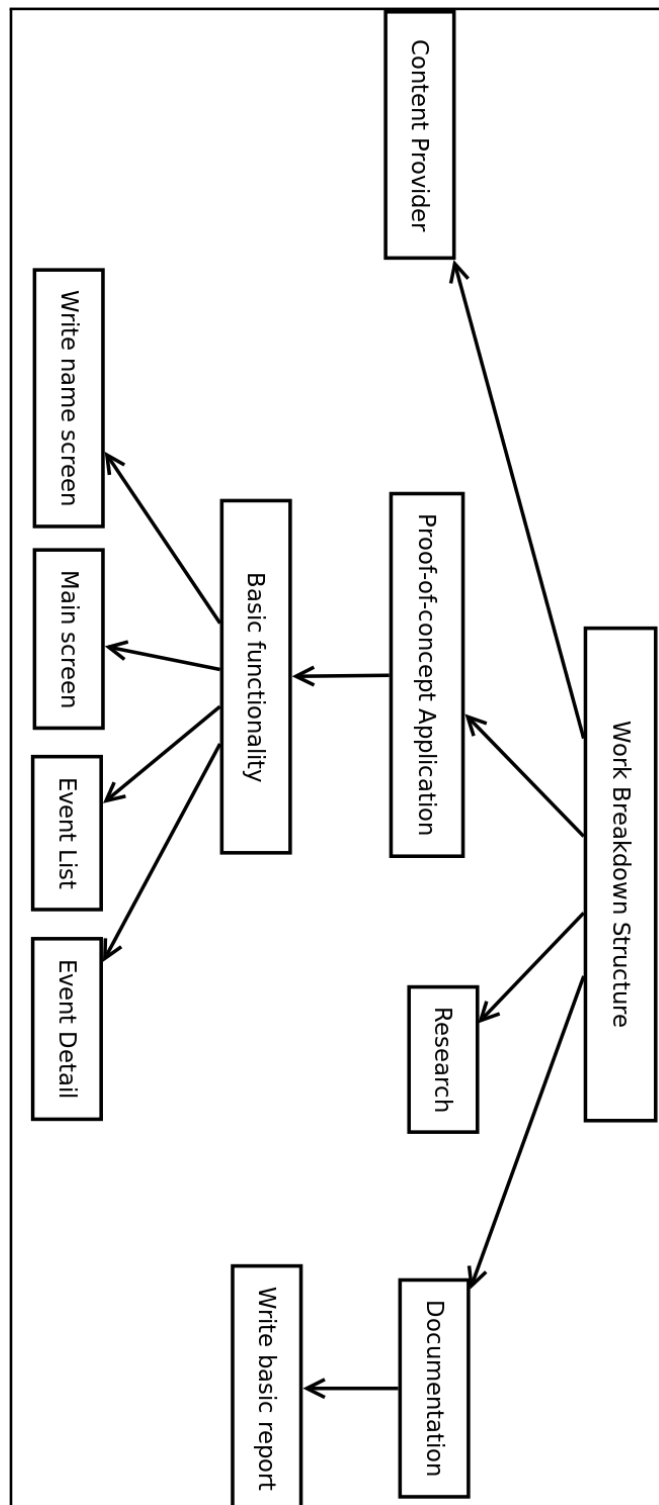 Work Breakdown Structure
Content Provider
Proof-of-concept Application
Research
Documentation
Basic functionality
Write basic report
Write name screen
Main screen
Event List
Event Detail